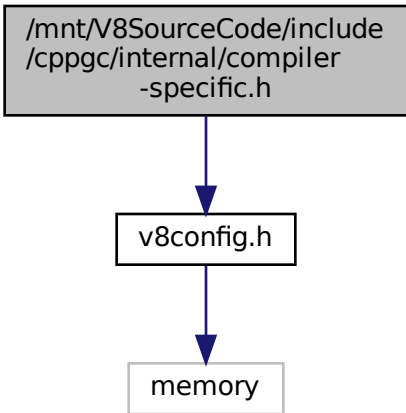 /mnt/V8SourceCode/include
/cppgc/internal/compiler
-specific.h
v8config.h
memory